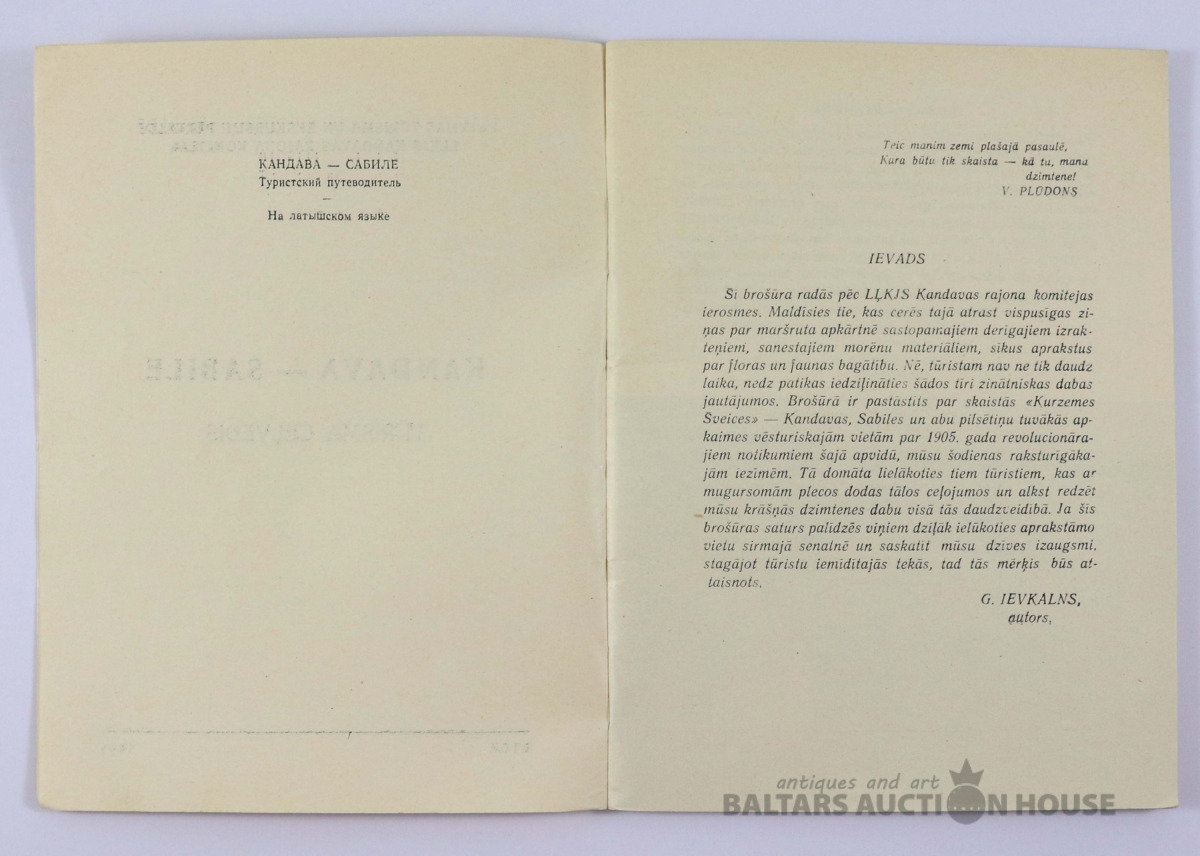 КАНДАВА — САБИЛЕ
Туристский путеводитель
—
На латышском языке
KANDAVA — SABILE
Teic manim zemi plašajā pasaulē,
Kura būtu tik skaista — kā tu, mana
dzimtene!
V. PLŪDONS
IEVADS
Šī brošūra radās pēc LĻKJS Kandavas rajona komitejas
ierosmes. Maldīsies tie, kas cerēs tajā atrast vispusīgas zi-
ņas par maršruta apkārtnē sastopamajiem derīgajiem izrak-
teņiem, sanestajiem morēnu materiāliem, sīkus aprakstus
par floras un faunas bagātību. Nē, tūristam nav ne tik daudz
laika, nedz patikas iedziļināties šādos tīri zinātniskas dabas
jautājumos. Brošūrā ir pastāstīts par skaistās «Kurzemes
Šveices» — Kandavas, Sabiles un abu pilsētiņu tuvākās ap-
kaimes vēsturiskajām vietām par 1905. gada revolucionāra-
jiem notikumiem šajā apvidū, mūsu šodienas raksturīgāka-
jām iezīmēm. Tā domāta lielākoties tiem tūristiem, kas ar
mugursomām plecos dodas tālos ceļojumos un alkst redzēt
mūsu krāšņās dzimtenes dabu visā tās daudzveidībā. Ja šīs
brošūras saturs palīdzēs viņiem dziļāk ielūkoties aprakstāmo
vietu sirmajā senatnē un saskatīt mūsu dzīves izaugsmi,
staģājot tūristu iemīdītajās tekās, tad tās mērķis būs at-
taisnots.
G. IEVKALNS,
autors,
antiques and art
BALTARS AUCTION HOUSE